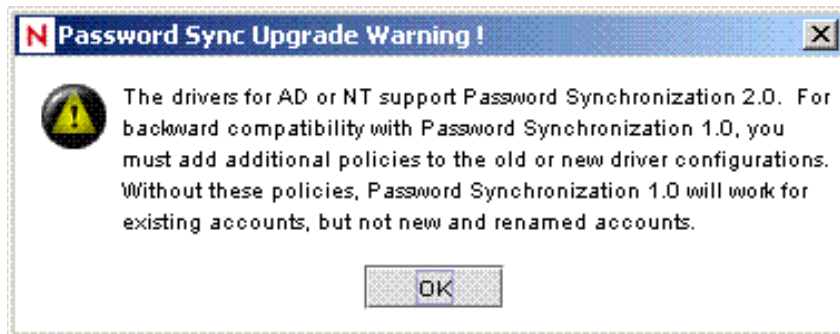 N Password Sync Upgrade Warning !
The drivers for AD or NT support Password Synchronization 2.0. For
backward compatibility with Password Synchronization 1.0, you
must add additional policies to the old or new driver configurations.
Without these policies, Password Synchronization 1.0 will work for
existing accounts, but not new and renamed accounts.
OK